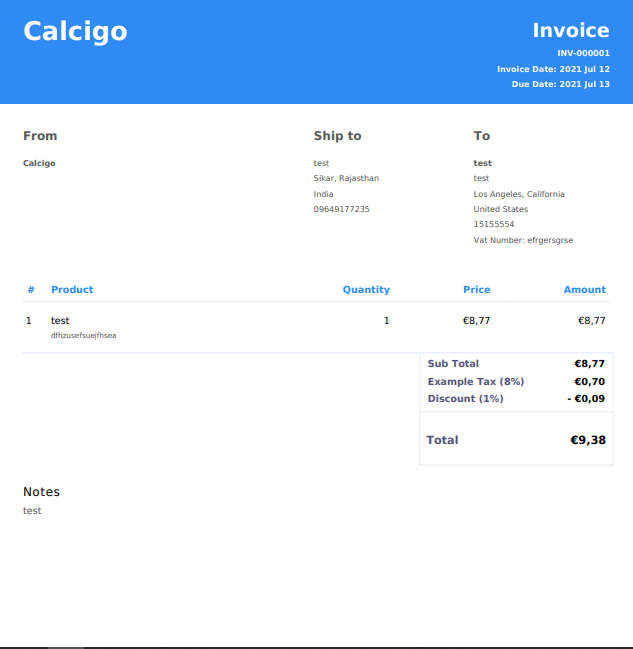 Calcigo
Invoice
INV-000001
Invoice Date: 2021 Jul 12
Due Date: 2021 Jul 13
From
Calcigo
Ship to
test
Sikar, Rajasthan
India
09649177235
To
test
test
Los Angeles, California
United States
15155554
Vat Number: efrgersgrse
# Product Quantity Price Amount
1 test 1 €8,77 €8,77
dfhzusefsuejfhsea
Sub Total €8,77
Example Tax (8%) €0,70
Discount (1%) - €0,09
Total €9,38
Notes
test